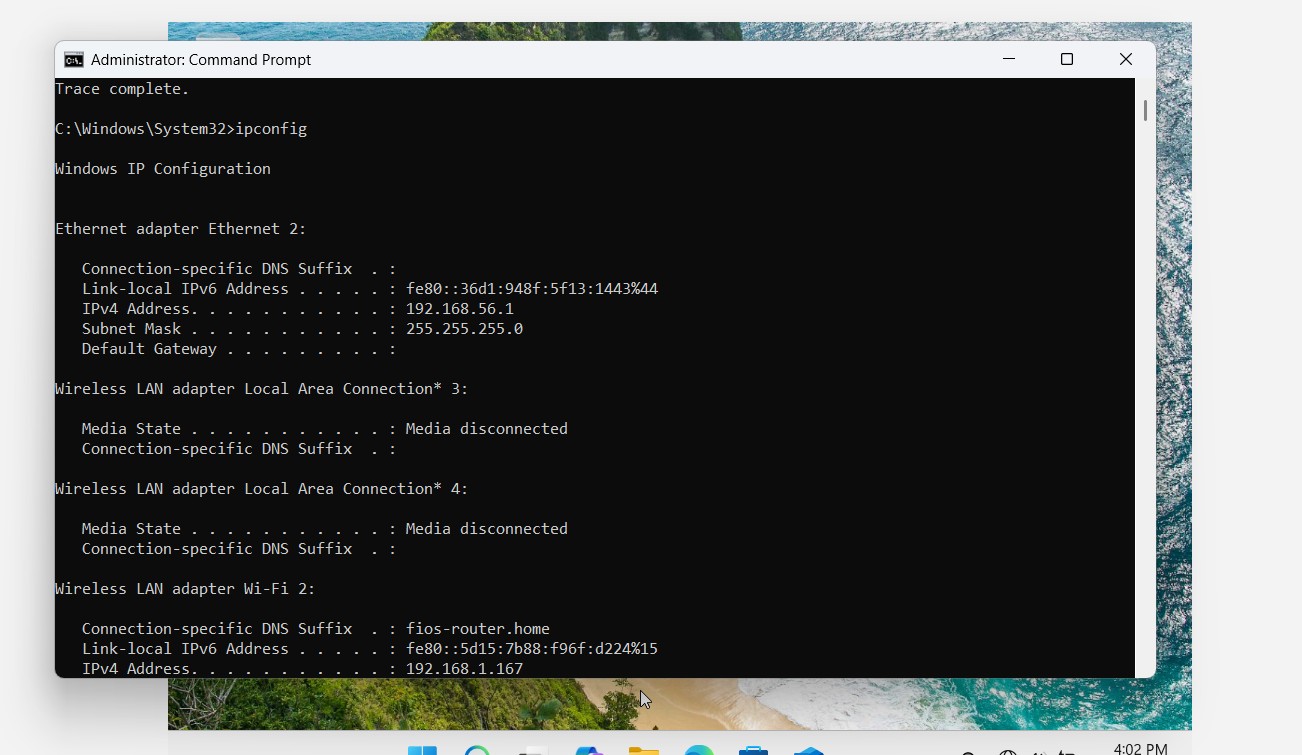 Administrator: Command Prompt
Trace complete.
C:\Windows\System32>ipconfig
Windows IP Configuration
Ethernet adapter Ethernet 2:
Connection-specific DNS Suffix  . :
Link-local IPv6 Address . . . . . : fe80::36d1:948f:5f13:1443%44
IPv4 Address. . . . . . . . . . . : 192.168.56.1
Subnet Mask . . . . . . . . . . . : 255.255.255.0
Default Gateway . . . . . . . . . :
Wireless LAN adapter Local Area Connection* 3:
Media State . . . . . . . . . . . : Media disconnected
Connection-specific DNS Suffix  . :
Wireless LAN adapter Local Area Connection* 4:
Media State . . . . . . . . . . . : Media disconnected
Connection-specific DNS Suffix  . :
Wireless LAN adapter Wi-Fi 2:
Connection-specific DNS Suffix  . : fios-router.home
Link-local IPv6 Address . . . . . : fe80::5d15:7b88:f96f:d224%15
IPv4 Address. . . . . . . . . . . : 192.168.1.167
4:02 PM